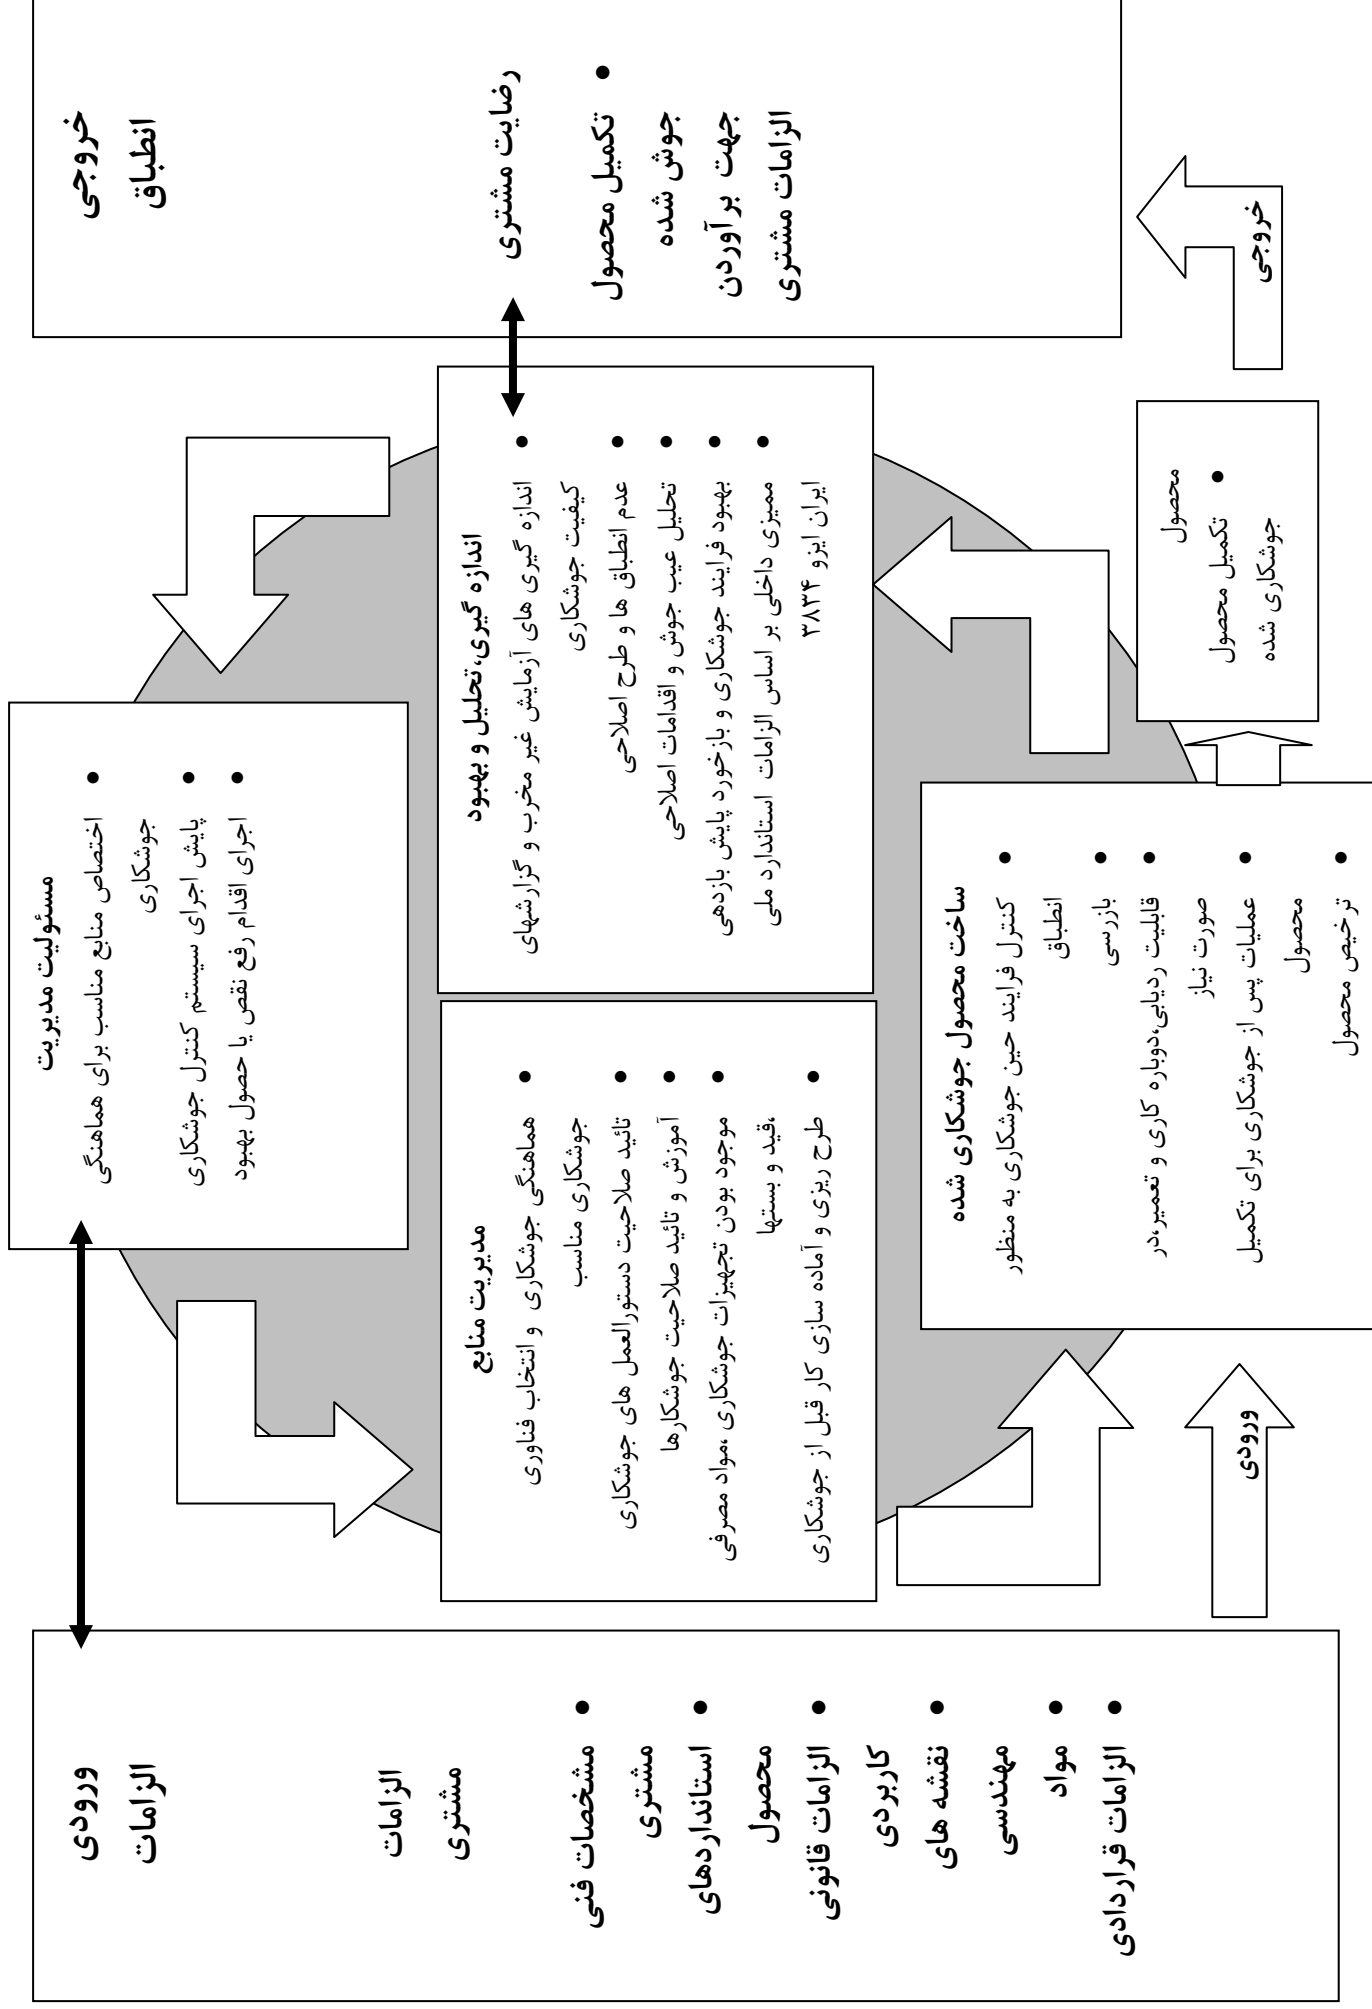 ورودی
الزامات
الزامات
مشتری
• مشخصات فنی
مشتری
• استانداردهای
محصول
• الزامات قانونی
کاربردی
• نقشه های
مهندسی
• مواد
• الزامات قراردادی
مسئولیت مدیریت
• اختصاص منابع مناسب برای هماهنگی
جوشکاری
• پایش اجرای سیستم کنترل جوشکاری
• اجرای اقدام رفع نقص یا حصول بهبود
مدیریت منابع
• هماهنگی جوشکاری و انتخاب فناوری
جوشکاری مناسب
• تائید صلاحیت دستورالعمل های جوشکاری
• آموزش و تائید صلاحیت جوشکارها
• موجود بودن تجهیزات جوشکاری ،مواد مصرفی
،قید و بستها
• طرح ریزی و آماده سازی کار قبل از جوشکاری
اندازه گیری، تحلیل و بهبود
• اندازه گیری های آزمایش غیر مخرب و گزارشهای
کیفیت جوشکاری
• عدم انطباق ها و طرح اصلاحی
• تحلیل عیب جوش و اقدامات اصلاحی
• بهبود فرایند جوشکاری و بازخورد پایش بازدهی
• ممیزی داخلی بر اساس الزامات استاندارد ملی
ایران ایزو ۳۸۳۴
ورودی
ساخت محصول جوشکاری شده
• کنترل فرایند حین جوشکاری به منظور
انطباق
• بازرسی
• قابلیت ردیابی،دوباره کاری و تعمیر،در
صورت نیاز
• عملیات پس از جوشکاری برای تکمیل
محصول
• ترخیص محصول
محصول
• تکمیل محصول
جوشکاری شده
خروجی
خروجی
انطباق
رضایت مشتری
• تکمیل محصول
جوش شده
جهت برآوردن
الزامات مشتری